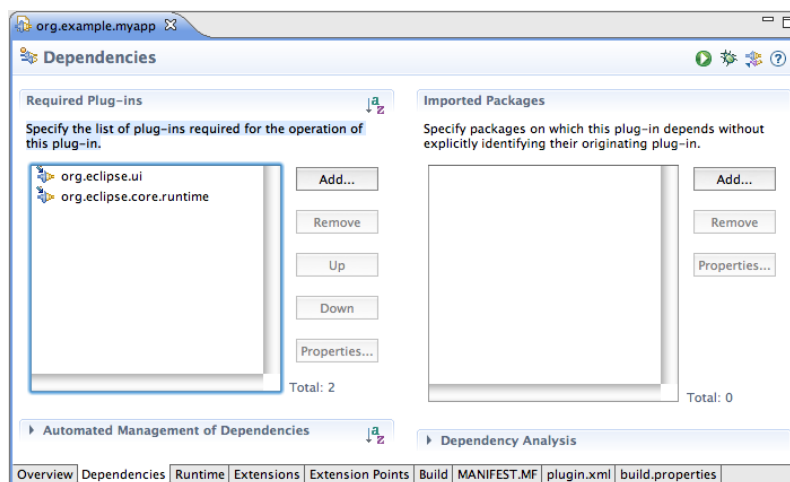 org.example.myapp
Dependencies
Required Plug-ins
Specify the list of plug-ins required for the operation of
this plug-in.
org.eclipse.ui
org.eclipse.core.runtime
Add...
Remove
Up
Down
Properties...
Total: 2
Automated Management of Dependencies
Imported Packages
Specify packages on which this plug-in depends without
explicitly identifying their originating plug-in.
Add...
Remove
Properties...
Total: 0
Dependency Analysis
Overview Dependencies Runtime Extensions Extension Points Build MANIFEST.MF plugin.xml build.properties